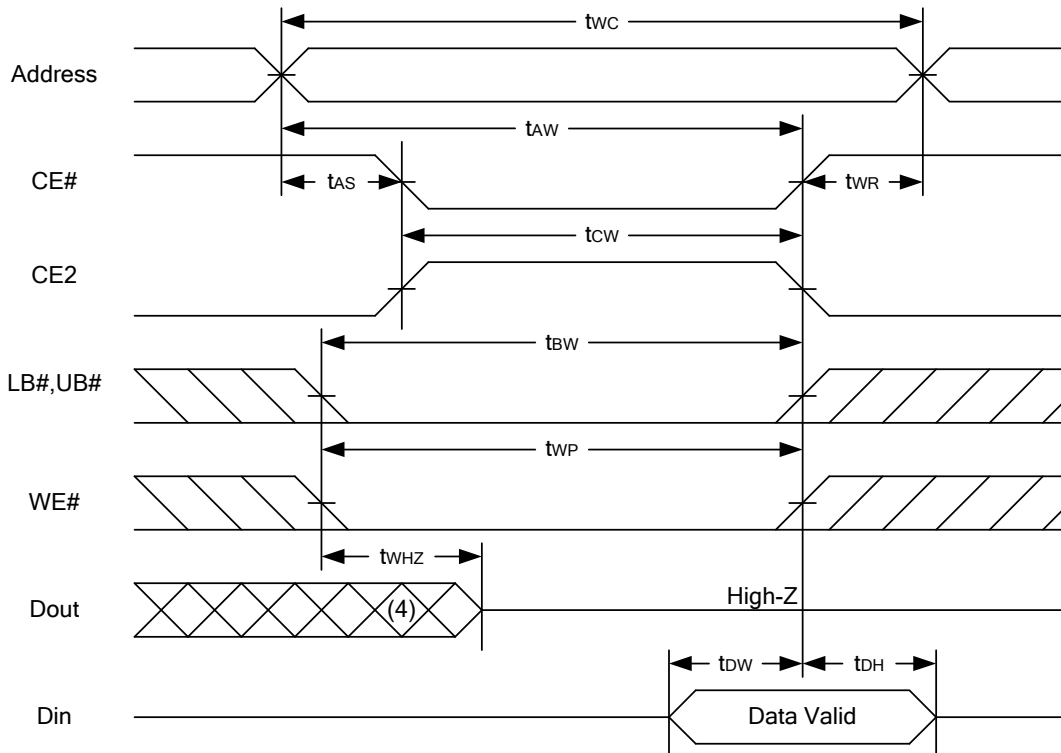 tWC
Address
tAW
CE#
tAS
tWR
tCW
CE2
tBW
LB#,UB#
tWP
WE#
tWHZ
Dout
(4)
High-Z
tDW
tDH
Din
Data Valid